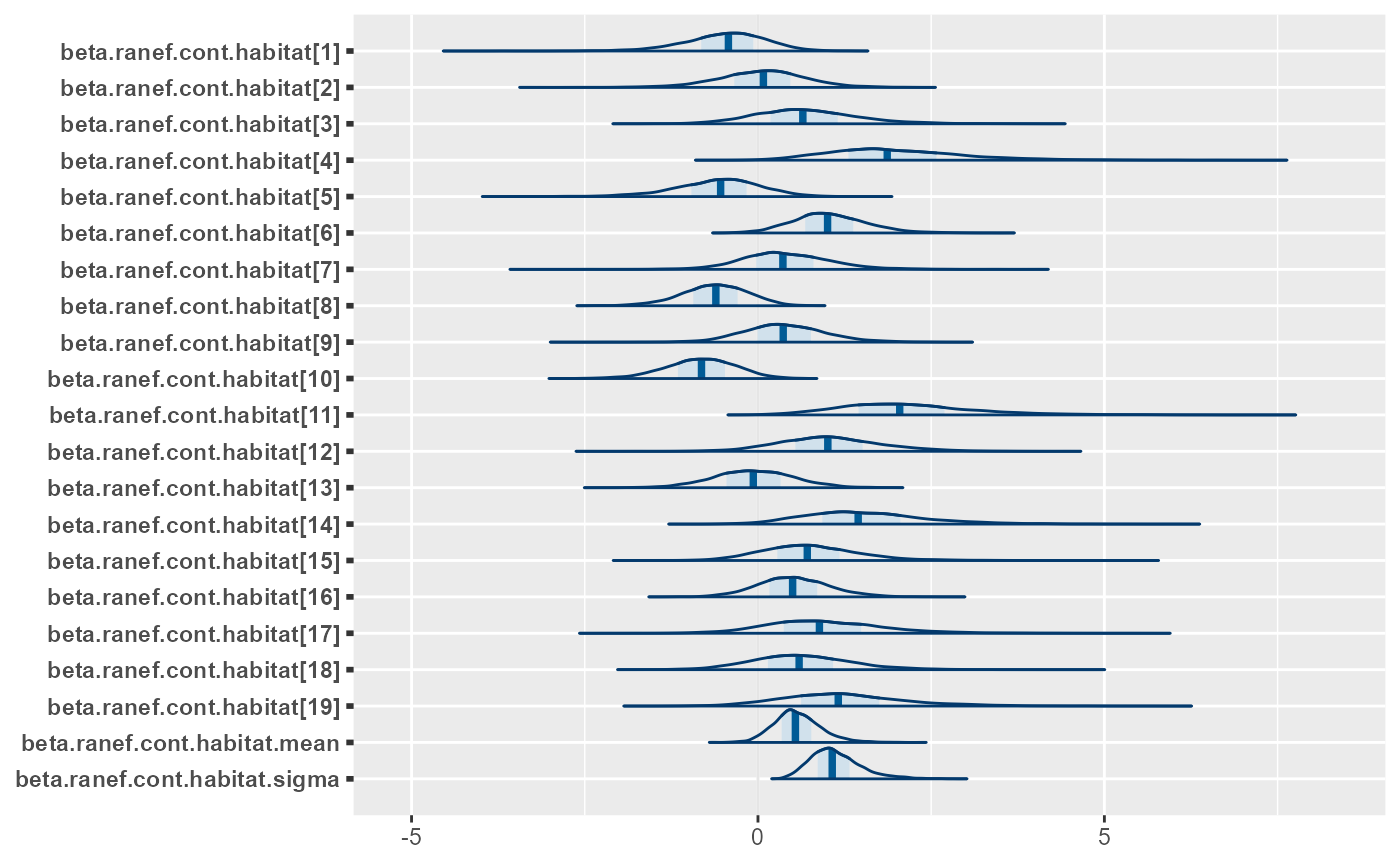 beta.ranef.cont.habitat[1]
beta.ranef.cont.habitat[2]
beta.ranef.cont.habitat[3]
beta.ranef.cont.habitat[4]
beta.ranef.cont.habitat[5]
beta.ranef.cont.habitat[6]
beta.ranef.cont.habitat[7]
beta.ranef.cont.habitat[8]
beta.ranef.cont.habitat[9]
beta.ranef.cont.habitat[10]
beta.ranef.cont.habitat[11]
beta.ranef.cont.habitat[12]
beta.ranef.cont.habitat[13]
beta.ranef.cont.habitat[14]
beta.ranef.cont.habitat[15]
beta.ranef.cont.habitat[16]
beta.ranef.cont.habitat[17]
beta.ranef.cont.habitat[18]
beta.ranef.cont.habitat[19]
beta.ranef.cont.habitat.mean
beta.ranef.cont.habitat.sigma
-5 0 5